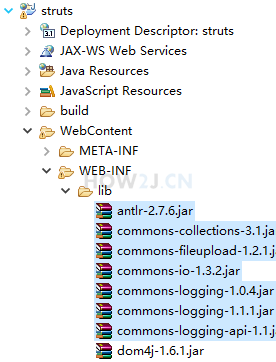 struts
Deployment Descriptor: struts
JAX-WS Web Services
Java Resources
JavaScript Resources
build
WebContent
META-INF
HOW2J.CN
WEB-INF
lib
antlr-2.7.6.jar
commons-collections-3.1.jar
commons-fileupload-1.2.1.j
commons-io-1.3.2.jar
commons-logging-1.0.4.jar
commons-logging-1.1.1.jar
commons-logging-api-1.1.j
dom4j-1.6.1.jar